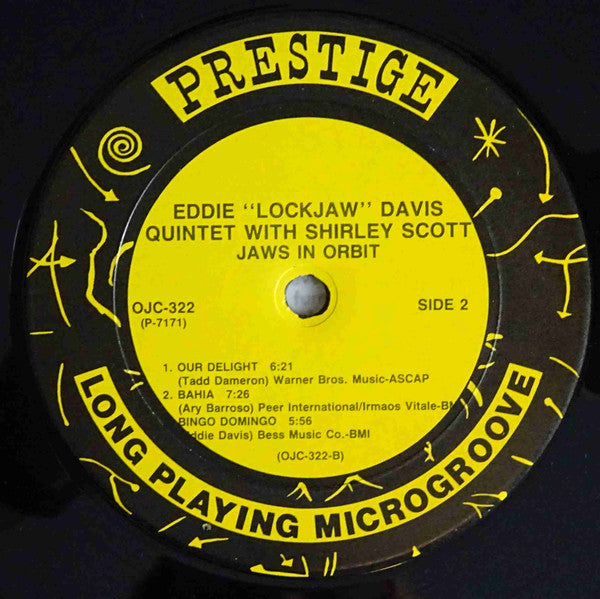 PRESTIGE
EDDIE "LOCKJAW" DAVIS
QUINTET WITH SHIRLEY SCOTT
JAWS IN ORBIT
OJC-322
(P-7171)
SIDE 2
1. OUR DELIGHT 6:21
(Tadd Dameron) Warner Bros. Music-ASCAP
2. BAHIA 7:26
(Ary Barroso) Peer International/Irmaos Vitale-
BINGO DOMINGO 5:56
Davis) Bess Music Co.-BMI
(OJC-322-B)
LONG PLAYING MICROGROOVE